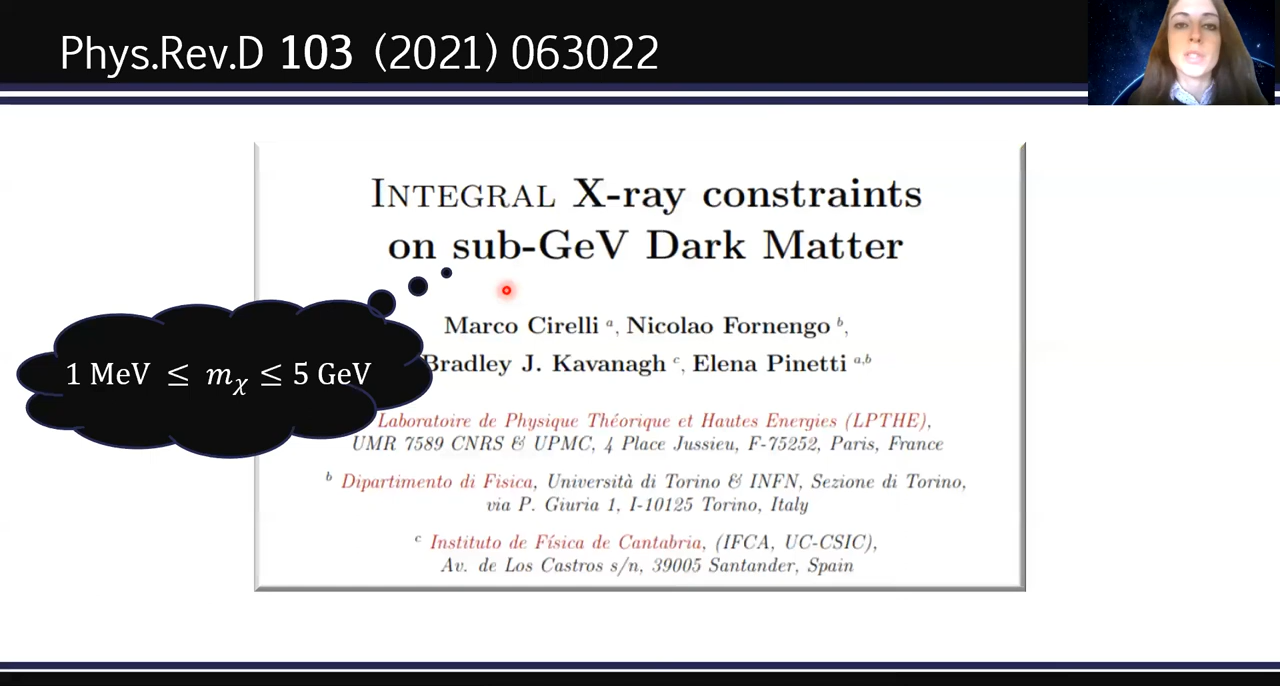 Phys.Rev.D 103 (2021) 063022
INTEGRAL X-ray constraints
on sub-GeV Dark Matter
Marco Cirelli ᵃ, Nicolao Fornengo ᵇ,
Bradley J. Kavanagh ᶜ, Elena Pinetti ᵃ,ᵇ
1 MeV ≤ mᵪ ≤ 5 GeV
Laboratoire de Physique Théorique et Hautes Energies (LPTHE),
UMR 7589 CNRS & UPMC, 4 Place Jussieu, F-75252, Paris, France
ᵇ Dipartimento di Fisica, Università di Torino & INFN, Sezione di Torino,
via P. Giuria 1, I-10125 Torino, Italy
ᶜ Instituto de Física de Cantabria, (IFCA, UC-CSIC),
Av. de Los Castros s/n, 39005 Santander, Spain